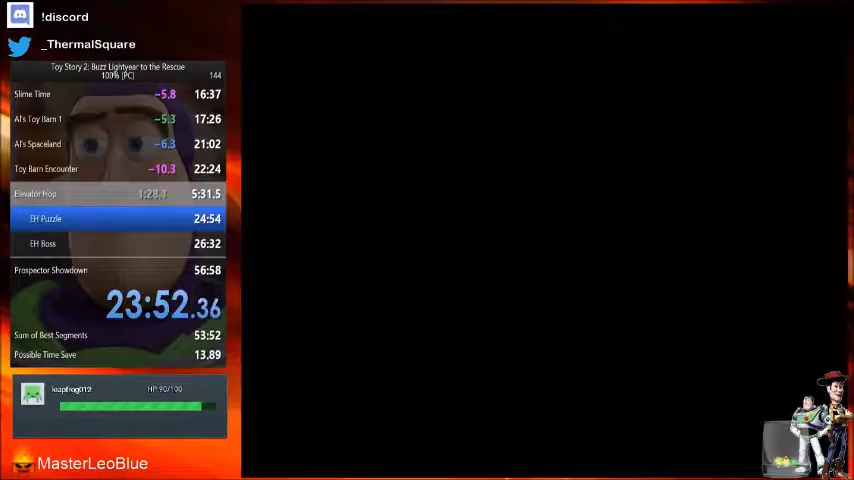 !discord
_ThermalSquare
Toy Story 2: Buzz Lightyear to the Rescue
100% [PC] 144
Slime Time -5.8 16:37
Al's Toy Barn 1 -5.3 17:26
Al's Spaceland -6.3 21:02
Toy Barn Encounter -10.3 22:24
Elevator Hop 1:28.1 5:31.5
EH Puzzle 24:54
EH Boss 26:32
Prospector Showdown 56:58
23:52.36
Sum of Best Segments 53:52
Possible Time Save 13.89
leapfrog012 HP: 90/100
MasterLeoBlue